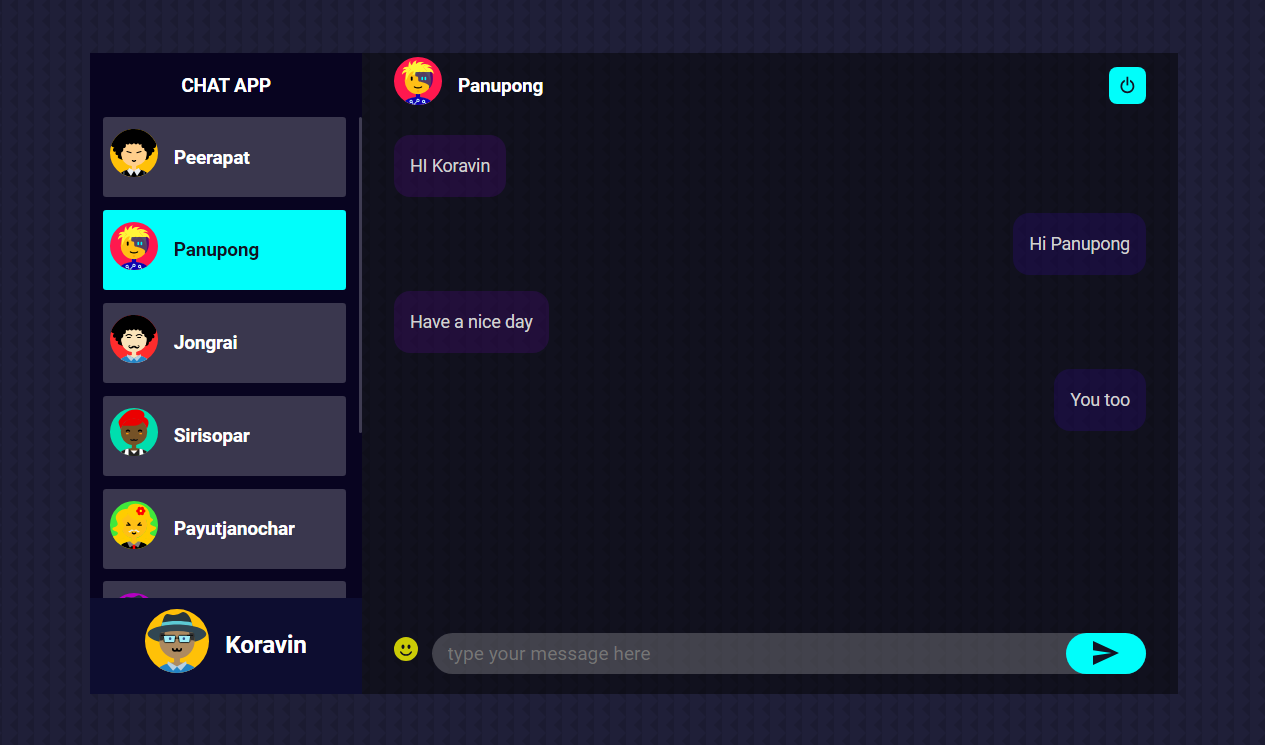 CHAT APP
Peerapat
Panupong
Jongrai
Sirisopar
Payutjanochar
Koravin
Panupong
HI Koravin
Hi Panupong
Have a nice day
You too
type your message here